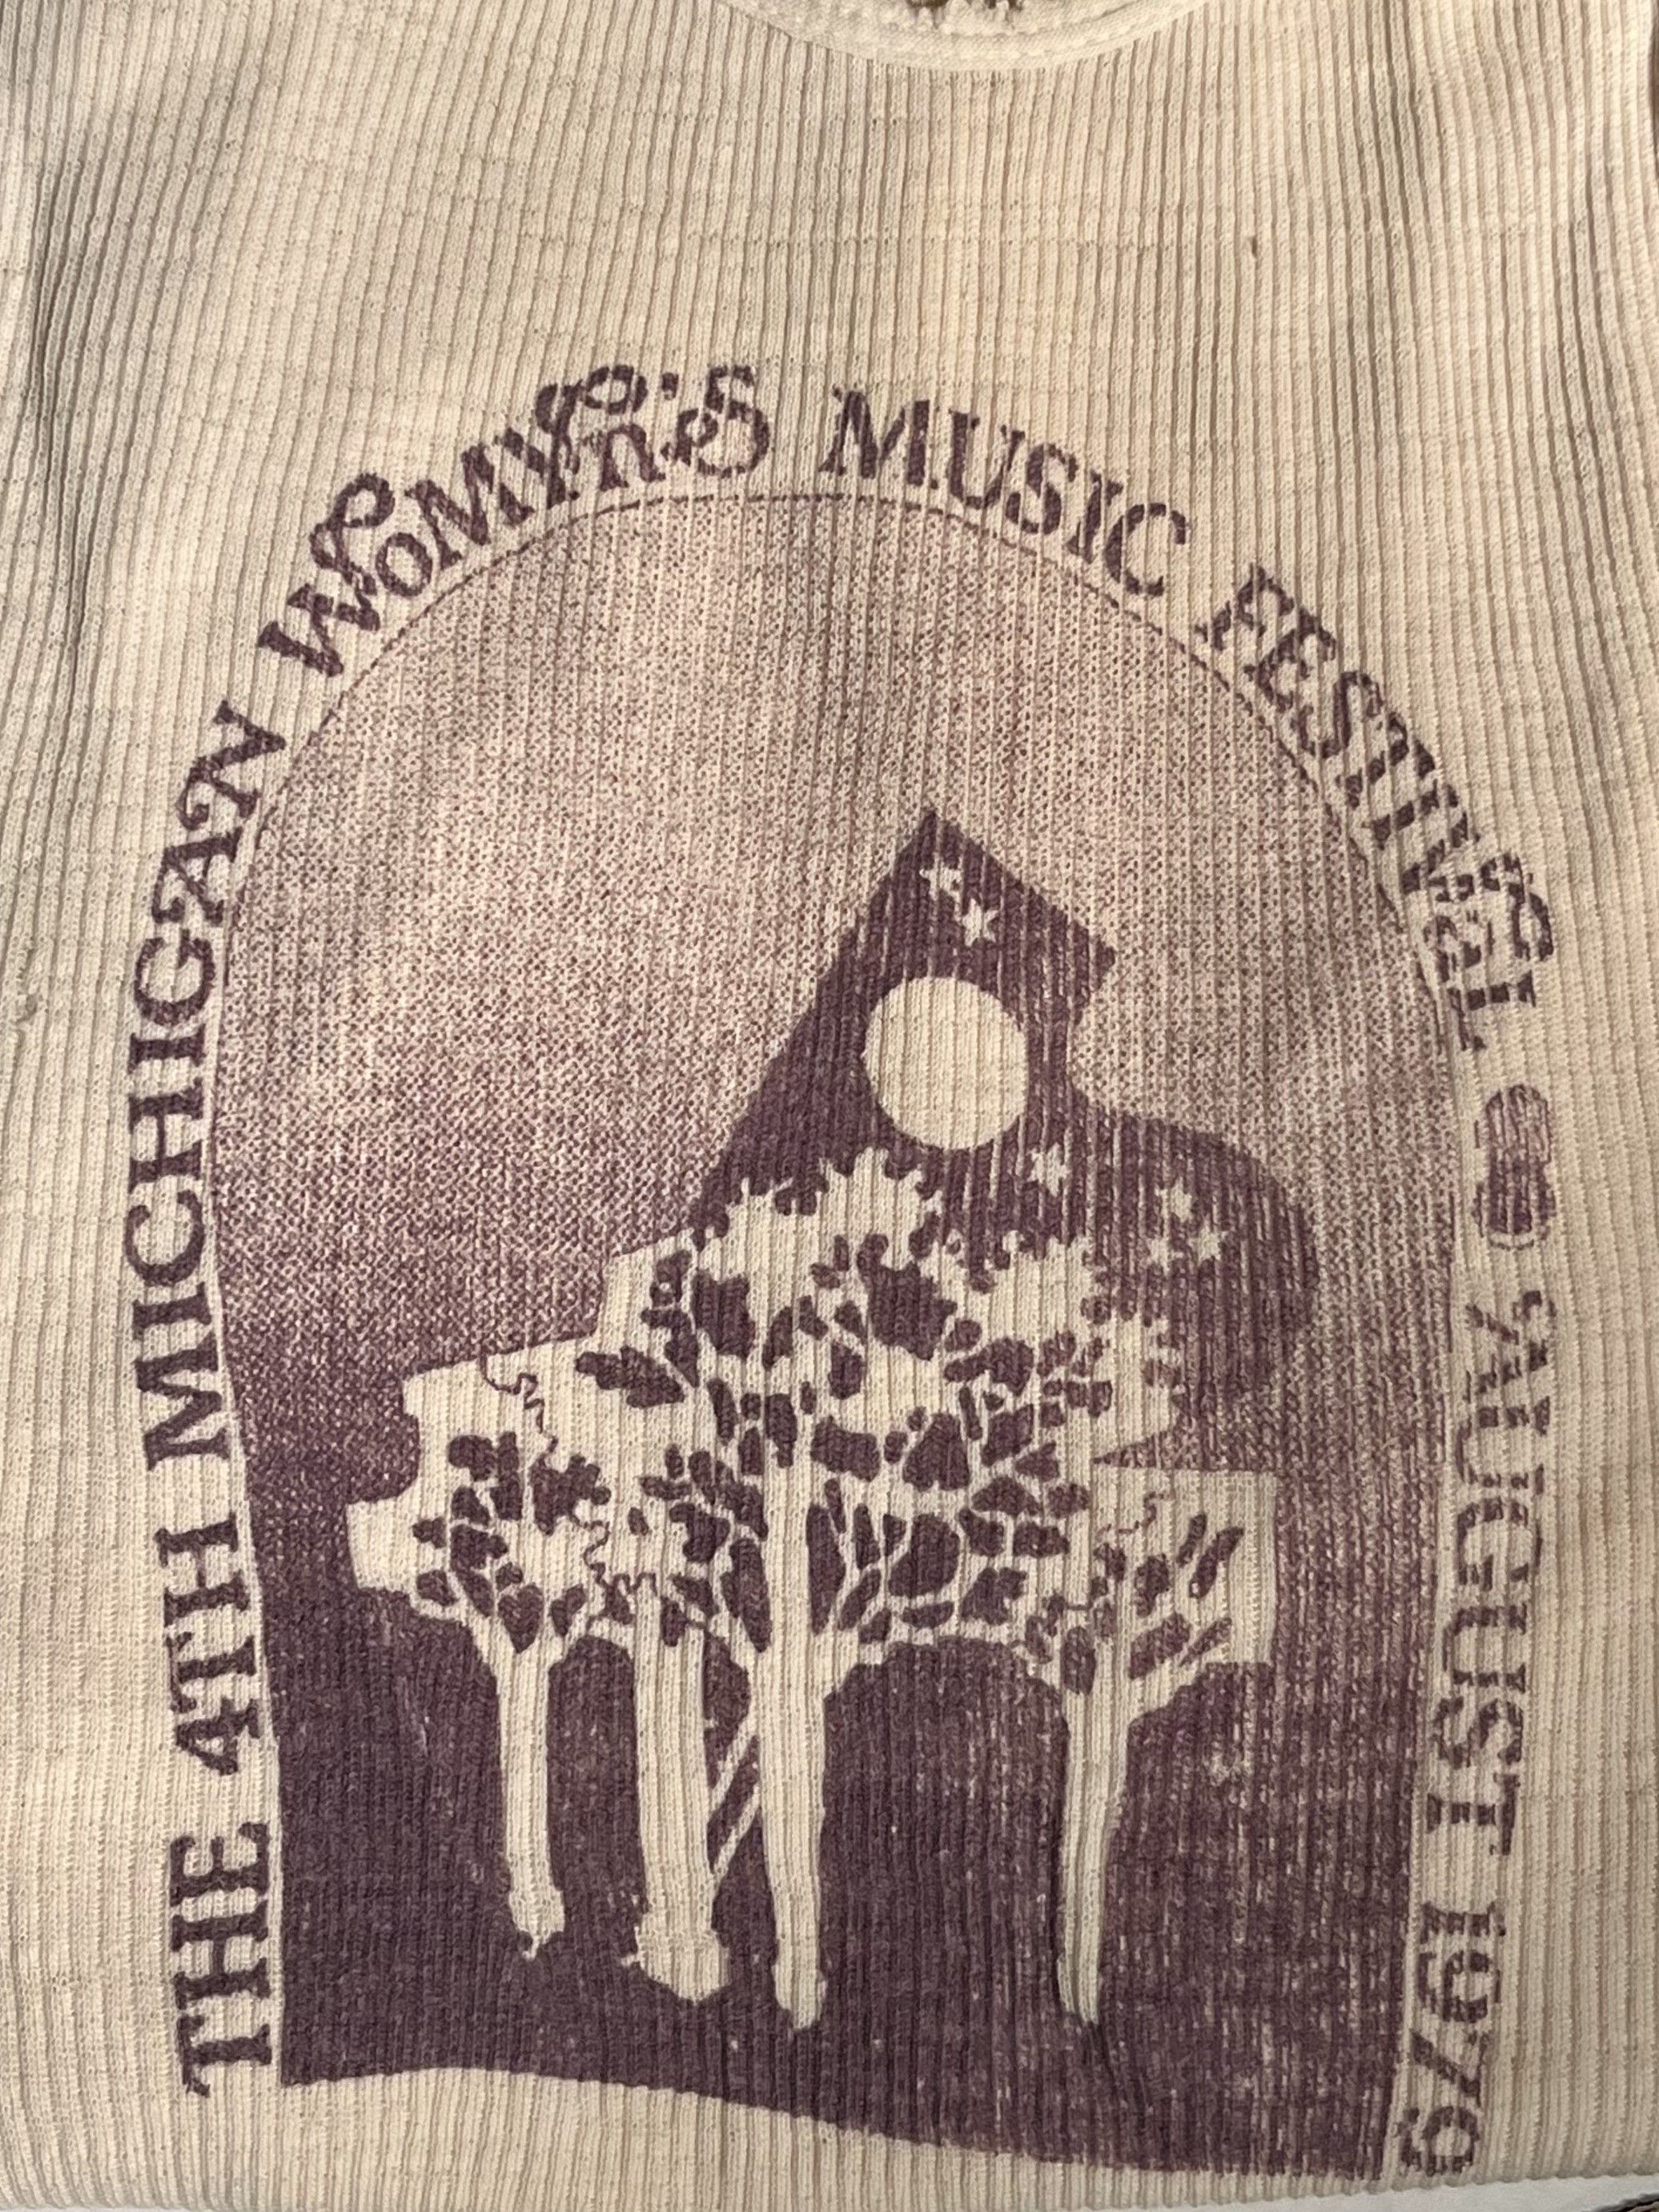 THE 4TH MICHIGAN WOMYN'S MUSIC FESTIVAL AUGUST 1979